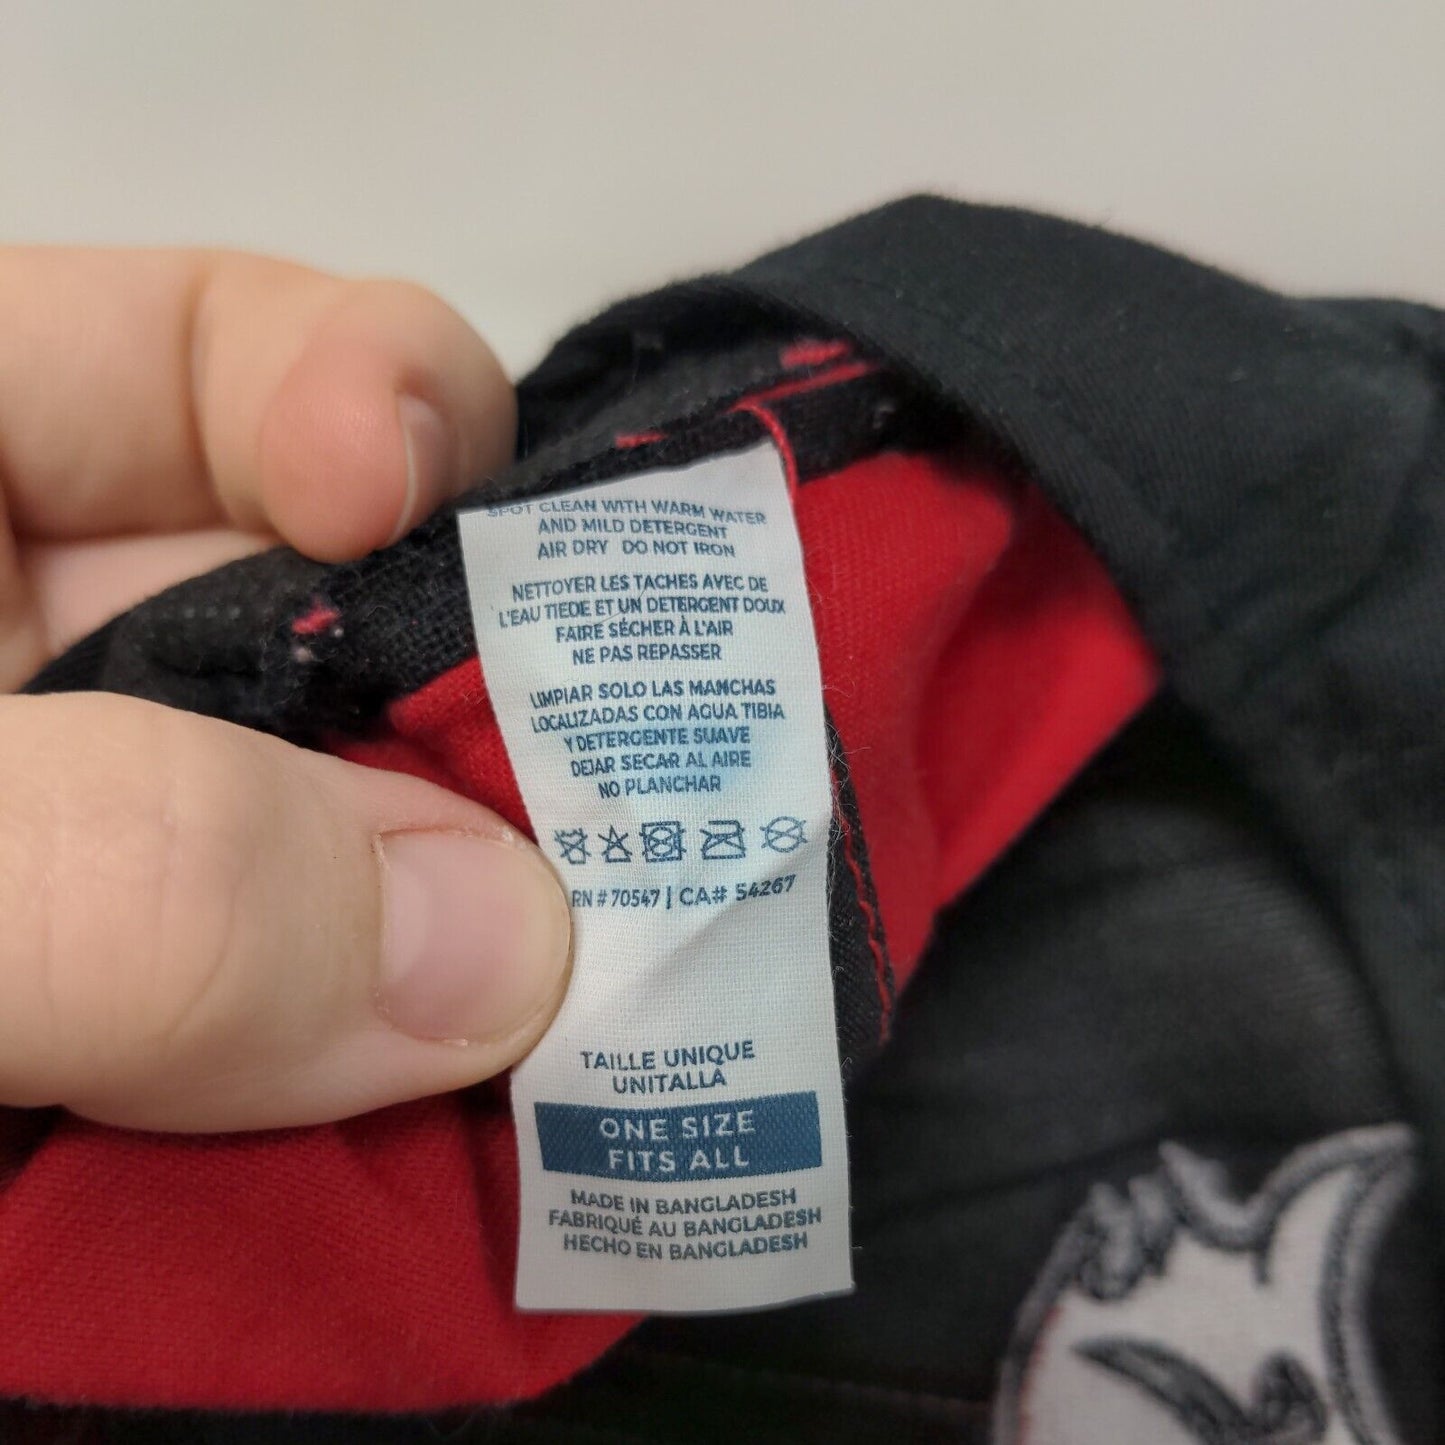 SPOT CLEAN WITH WARM WATER
AND MILD DETERGENT
AIR DRY DO NOT IRON
NETTOYER LES TACHES AVEC DE
L'EAU TIEDE ET UN DETERGENT DOUX
FAIRE SÉCHER À L'AIR
NE PAS REPASSER
LIMPIAR SOLO LAS MANCHAS
LOCALIZADAS CON AGUA TIBIA
Y DETERGENTE SUAVE
DEJAR SECAR AL AIRE
NO PLANCHAR
RN # 70547 | CA# 54267
TAILLE UNIQUE
UNITALLA
ONE SIZE
FITS ALL
MADE IN BANGLADESH
FABRIQUÉ AU BANGLADESH
HECHO EN BANGLADESH